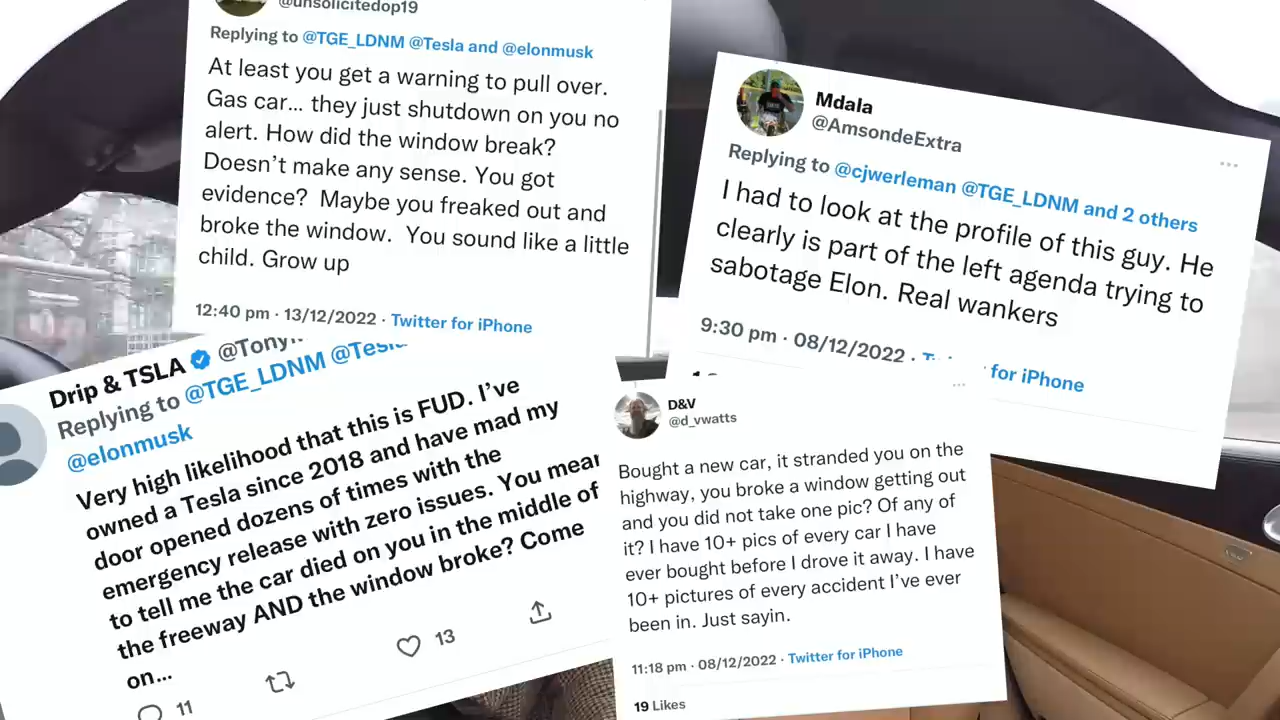 @unsolicitedop19
Replying to @TGE_LDNM @Tesla and @elonmusk
At least you get a warning to pull over.
Gas car... they just shutdown on you no
alert. How did the window break?
Doesn't make any sense. You got
evidence?  Maybe you freaked out and
broke the window.  You sound like a little
child. Grow up
12:40 pm · 13/12/2022 · Twitter for iPhone
Mdala
@AmsondeExtra
Replying to @cjwerleman @TGE_LDNM and 2 others
I had to look at the profile of this guy. He
clearly is part of the left agenda trying to
sabotage Elon. Real wankers
9:30 pm · 08/12/2022 · for iPhone
Drip & TSLA @Tony
Replying to @TGE_LDNM @Tesla
@elonmusk
Very high likelihood that this is FUD. I've
owned a Tesla since 2018 and have mad my
door opened dozens of times with the
emergency release with zero issues. You mean
to tell me the car died on you in the middle of
the freeway AND the window broke? Come
on...
11
13
D&V
@d_vwatts
Bought a new car, it stranded you on the
highway, you broke a window getting out
and you did not take one pic? Of any of
it? I have 10+ pics of every car I have
ever bought before I drove it away. I have
10+ pictures of every accident I've ever
been in. Just sayin.
11:18 pm · 08/12/2022 · Twitter for iPhone
19 Likes